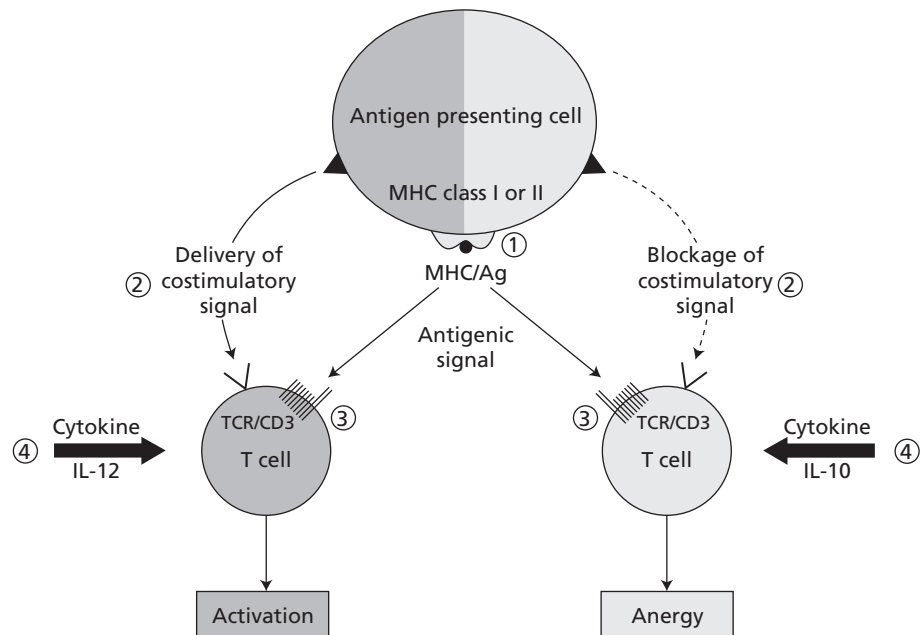 Antigen presenting cell
MHC class I or II
①
MHC/Ag
Delivery of
② costimulatory
signal
Blockage of
costimulatory ②
signal
Antigenic
signal
TCR/CD3
③
T cell
④
Cytokine
IL-12
Activation
③
TCR/CD3
T cell
Cytokine
④
IL-10
Anergy